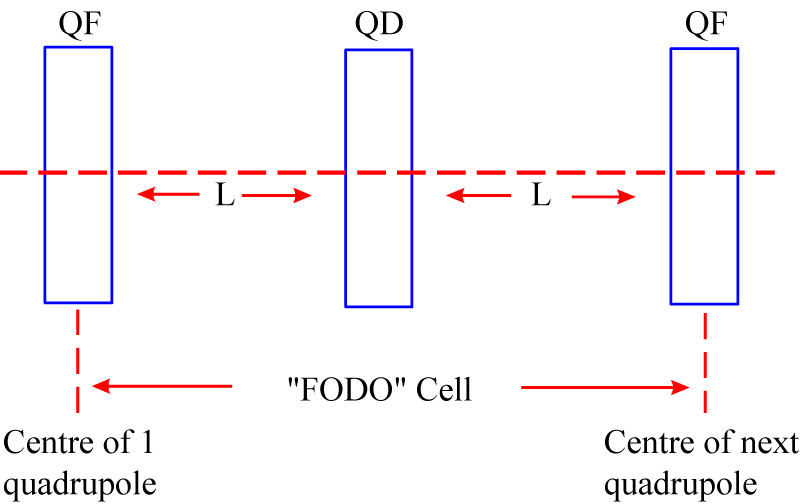 QF QD QF
L L
"FODO" Cell
Centre of 1
quadrupole
Centre of next
quadrupole